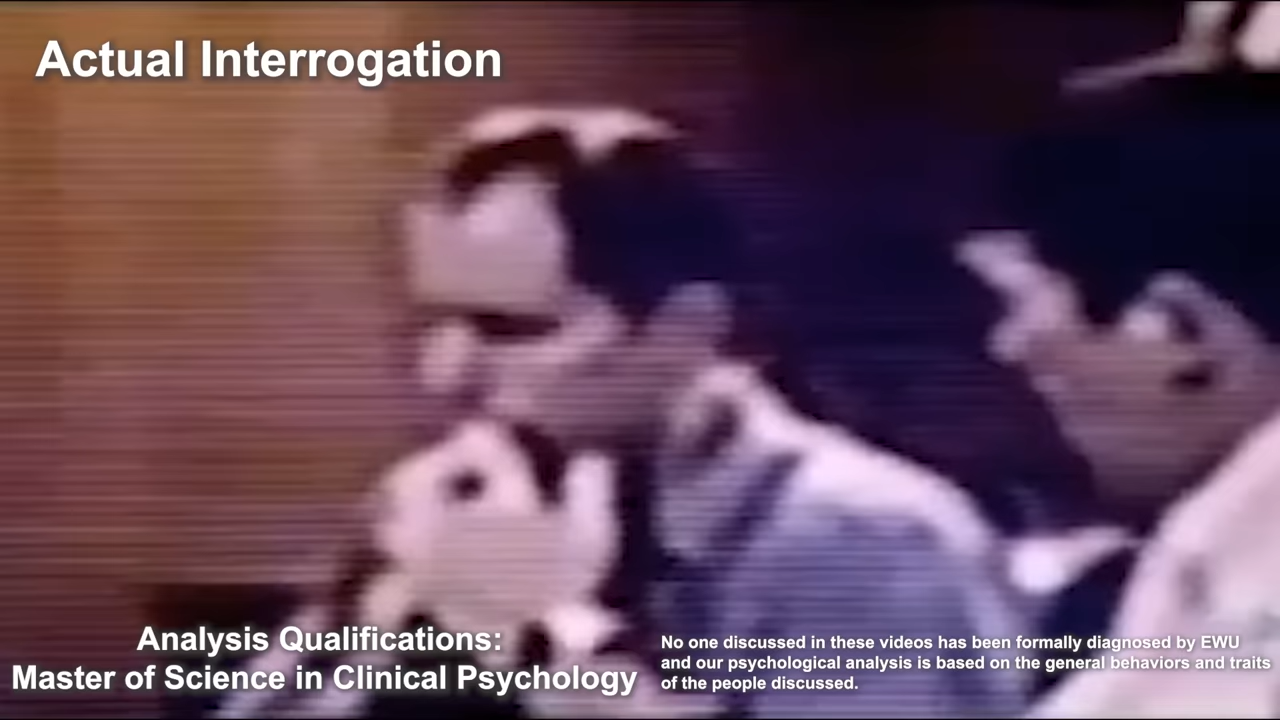 Actual Interrogation
Analysis Qualifications:
Master of Science in Clinical Psychology
No one discussed in these videos has been formally diagnosed by EWU
and our psychological analysis is based on the general behaviors and traits
of the people discussed.